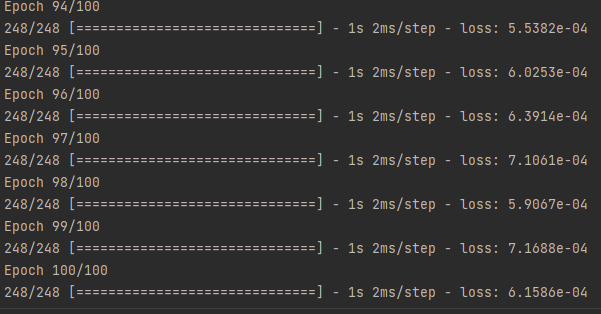 Epoch 94/100
248/248 [==============================] - 1s 2ms/step - loss: 5.5382e-04
Epoch 95/100
248/248 [==============================] - 1s 2ms/step - loss: 6.0253e-04
Epoch 96/100
248/248 [==============================] - 1s 2ms/step - loss: 6.3914e-04
Epoch 97/100
248/248 [==============================] - 1s 2ms/step - loss: 7.1061e-04
Epoch 98/100
248/248 [==============================] - 1s 2ms/step - loss: 5.9067e-04
Epoch 99/100
248/248 [==============================] - 1s 2ms/step - loss: 7.1688e-04
Epoch 100/100
248/248 [==============================] - 1s 2ms/step - loss: 6.1586e-04